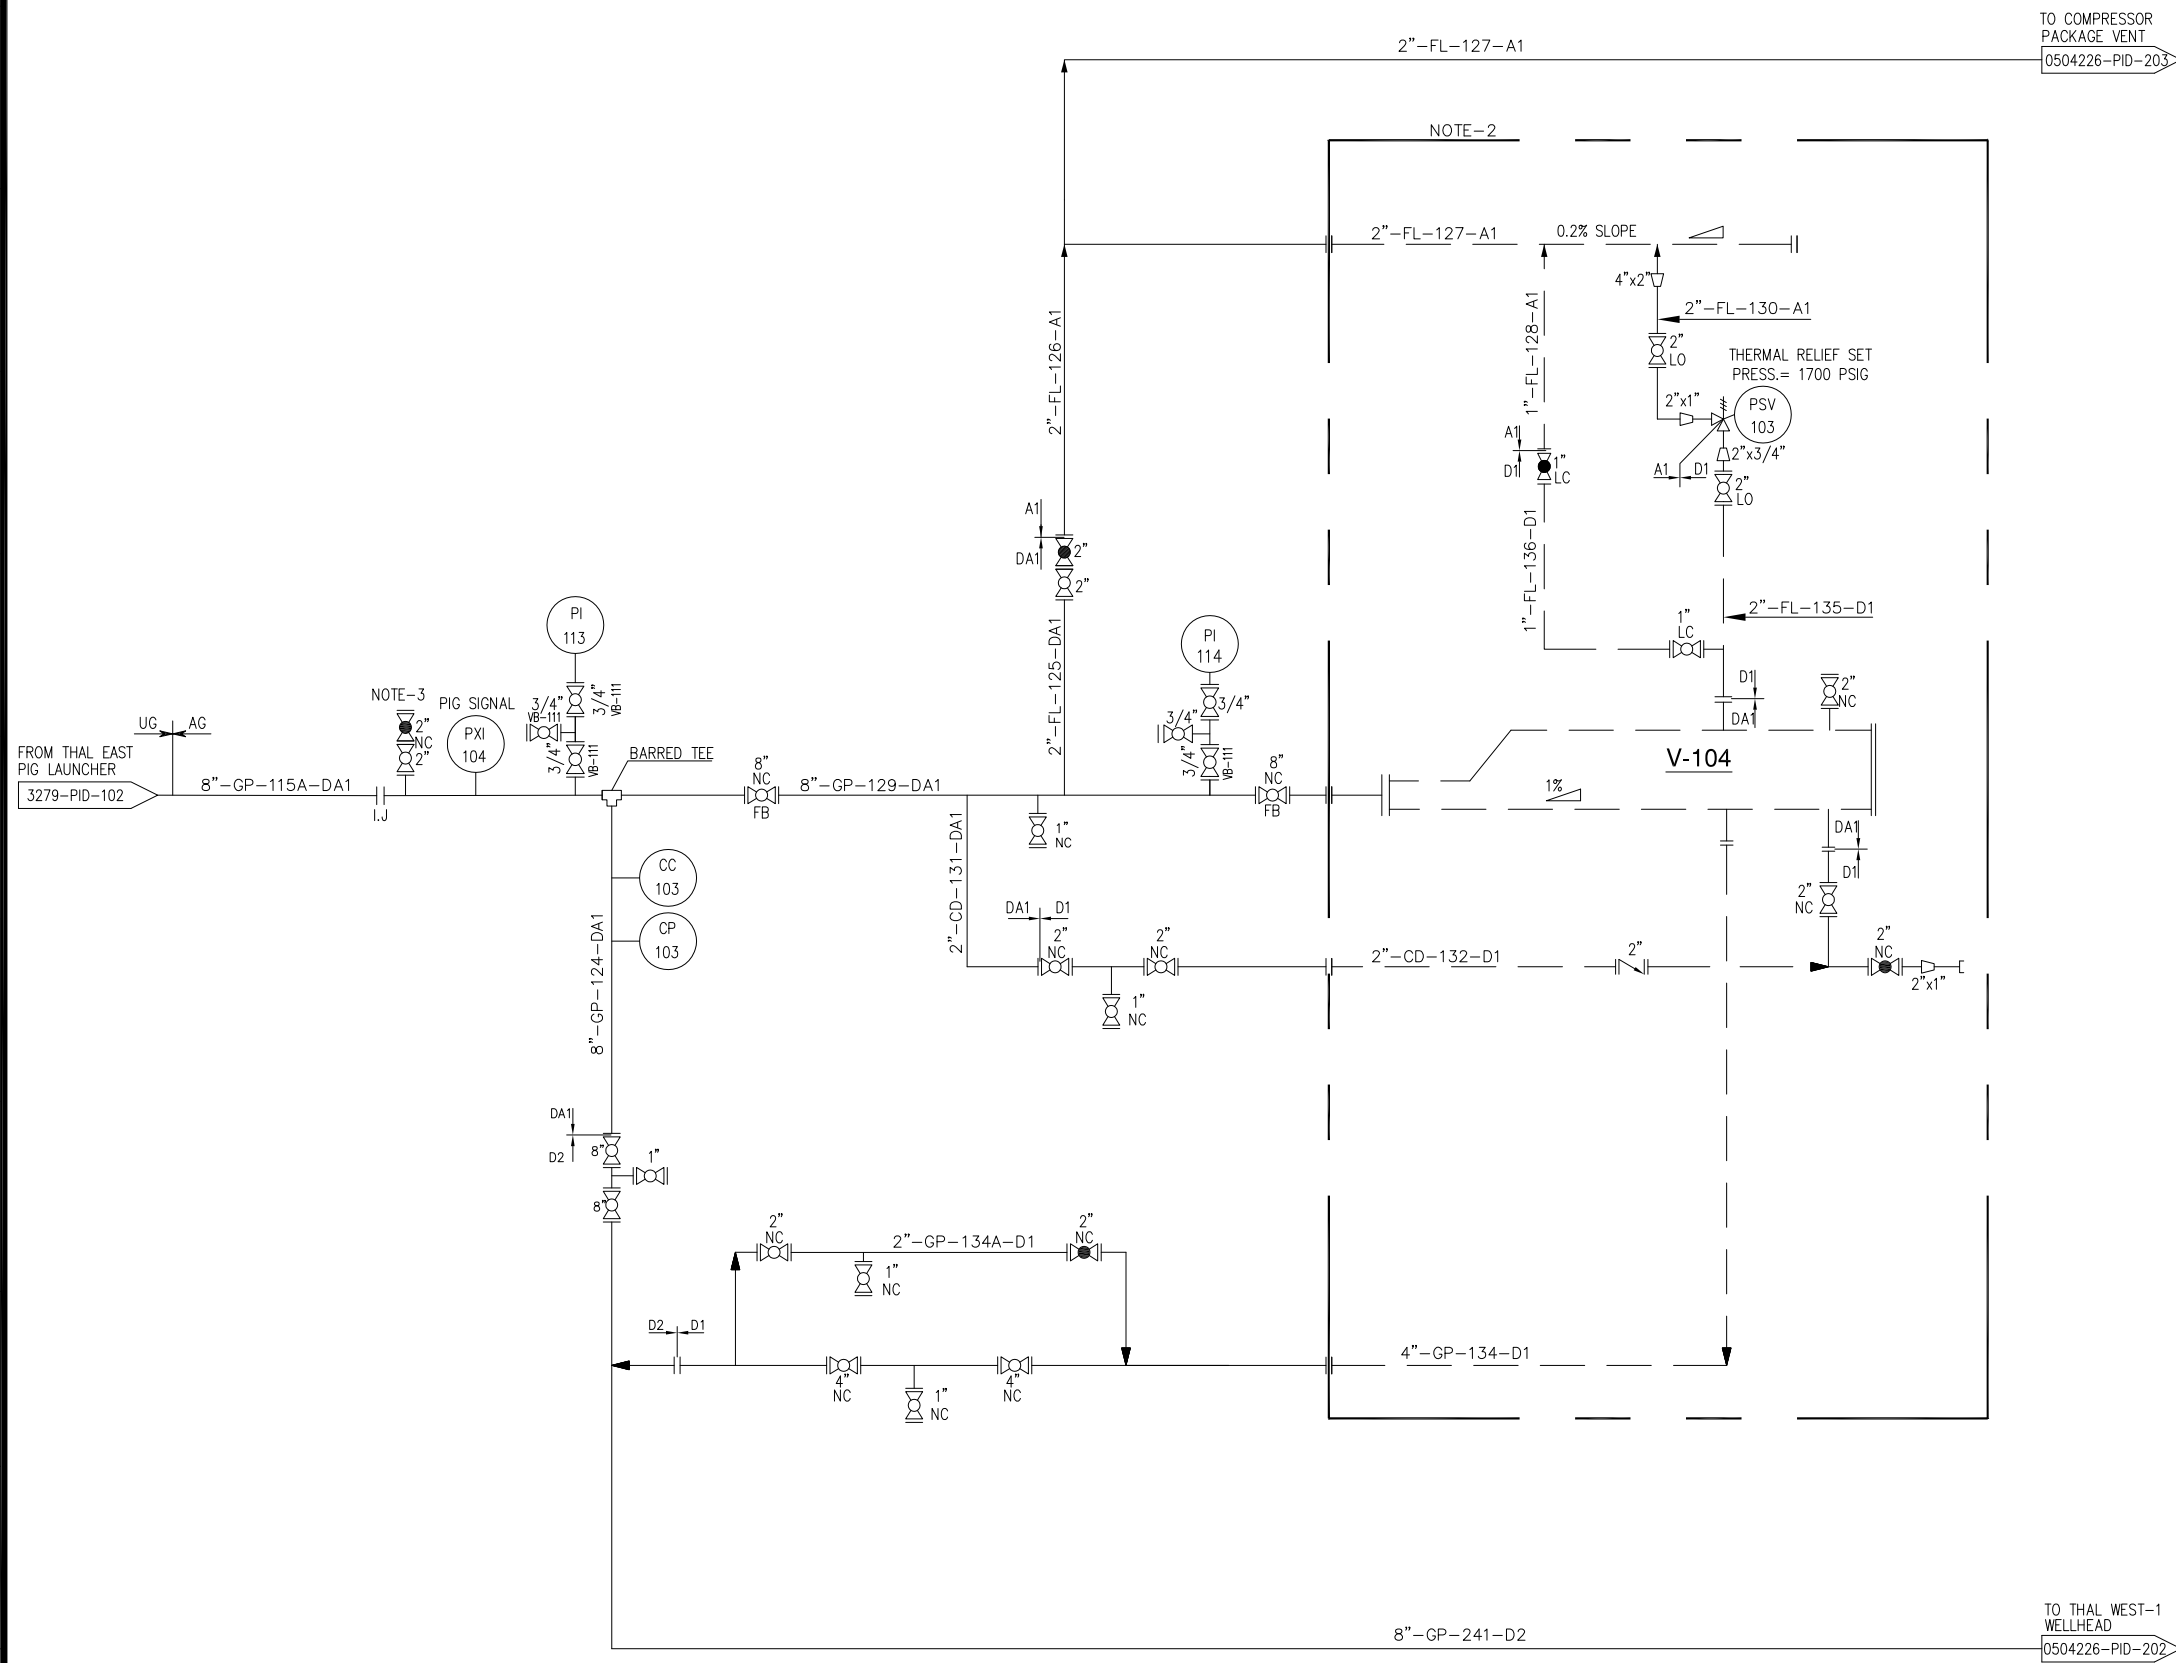 TO COMPRESSOR
PACKAGE VENT
0504226-PID-203
2"-FL-127-A1
NOTE-2
2"-FL-127-A1
0.2% SLOPE
4"x2"
2"-FL-130-A1
2"
LO
THERMAL RELIEF SET
PRESS.= 1700 PSIG
PSV
103
2"x1"
2"x3/4"
A1 D1
2"
LO
1"-FL-128-A1
A1
D1
1"
LC
1"-FL-136-D1
2"-FL-135-D1
1"
LC
D1
DA1
2"
NC
2"-FL-126-A1
A1
DA1
2"
2"
2"-FL-125-DA1
PI
113
3/4"
VB-111
3/4"
VB-111
3/4"
VB-111
PI
114
3/4"
3/4"
3/4"
VB-111
NOTE-3
2"
NC
2"
PIG SIGNAL
PXI
104
UG AG
FROM THAL EAST
PIG LAUNCHER
3279-PID-102
8"-GP-115A-DA1
I.J
BARRED TEE
8"
NC
FB
8"-GP-129-DA1
1"
NC
8"
NC
FB
V-104
1%
DA1
D1
2"
NC
CC
103
CP
103
8"-GP-124-DA1
2"-CD-131-DA1
DA1 D1
2"
NC
2"
NC
1"
NC
2"-CD-132-D1
2"
2"
NC
2"x1"
DA1
D2
8"
1"
8"
2"
NC
2"-GP-134A-D1
2"
NC
1"
NC
D2 D1
4"
NC
1"
NC
4"
NC
4"-GP-134-D1
8"-GP-241-D2
TO THAL WEST-1
WELLHEAD
0504226-PID-202